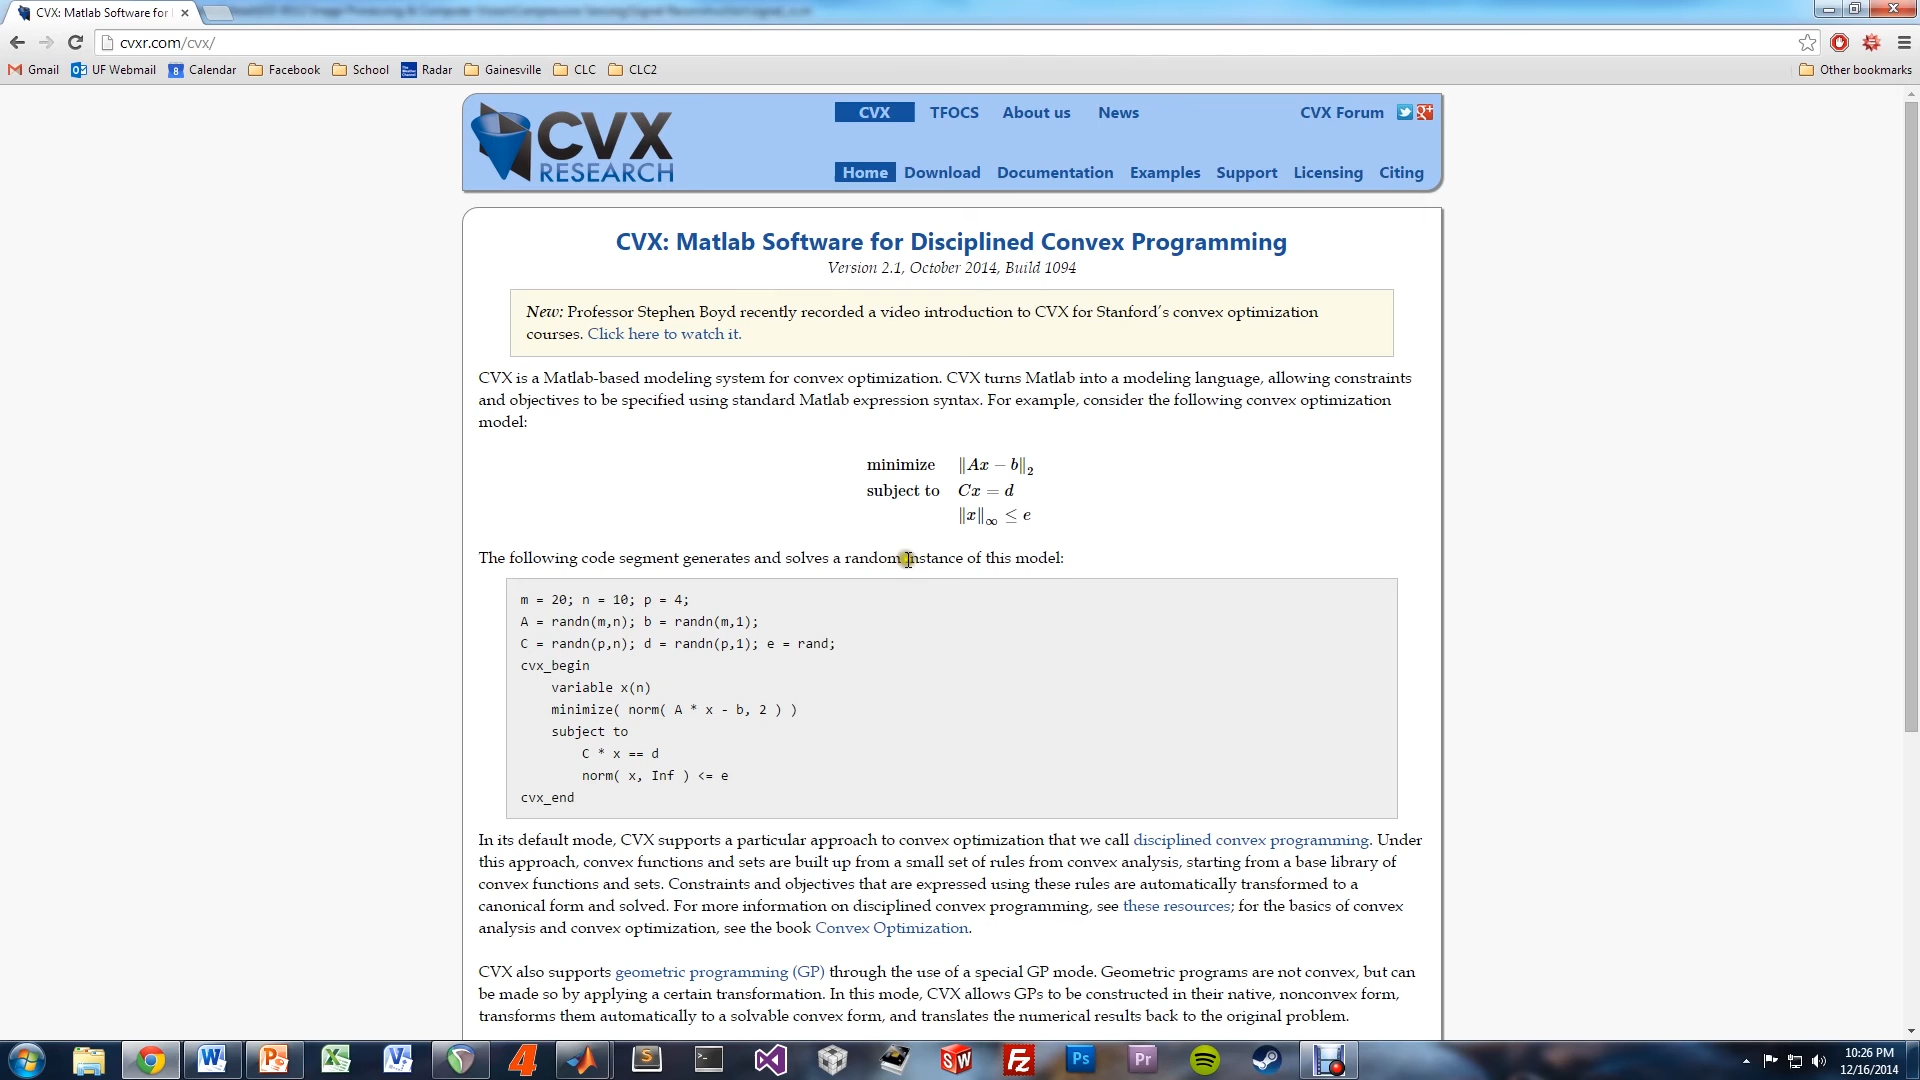 CVX: Matlab Software for
cvxr.com/cvx/
Gmail UF Webmail Calendar Facebook School Radar Gainesville CLC CLC2 Other bookmarks
CVX RESEARCH
CVX TFOCS About us News CVX Forum
Home Download Documentation Examples Support Licensing Citing
CVX: Matlab Software for Disciplined Convex Programming
Version 2.1, October 2014, Build 1094
New: Professor Stephen Boyd recently recorded a video introduction to CVX for Stanford's convex optimization
courses. Click here to watch it.
CVX is a Matlab-based modeling system for convex optimization. CVX turns Matlab into a modeling language, allowing constraints
and objectives to be specified using standard Matlab expression syntax. For example, consider the following convex optimization
model:
minimize ‖Ax − b‖₂
subject to Cx = d
‖x‖∞ ≤ e
The following code segment generates and solves a random instance of this model:
m = 20; n = 10; p = 4;
A = randn(m,n); b = randn(m,1);
C = randn(p,n); d = randn(p,1); e = rand;
cvx_begin
variable x(n)
minimize( norm( A * x - b, 2 ) )
subject to
C * x == d
norm( x, Inf ) <= e
cvx_end
In its default mode, CVX supports a particular approach to convex optimization that we call disciplined convex programming. Under
this approach, convex functions and sets are built up from a small set of rules from convex analysis, starting from a base library of
convex functions and sets. Constraints and objectives that are expressed using these rules are automatically transformed to a
canonical form and solved. For more information on disciplined convex programming, see these resources; for the basics of convex
analysis and convex optimization, see the book Convex Optimization.
CVX also supports geometric programming (GP) through the use of a special GP mode. Geometric programs are not convex, but can
be made so by applying a certain transformation. In this mode, CVX allows GPs to be constructed in their native, nonconvex form,
transforms them automatically to a solvable convex form, and translates the numerical results back to the original problem.
10:26 PM
12/16/2014